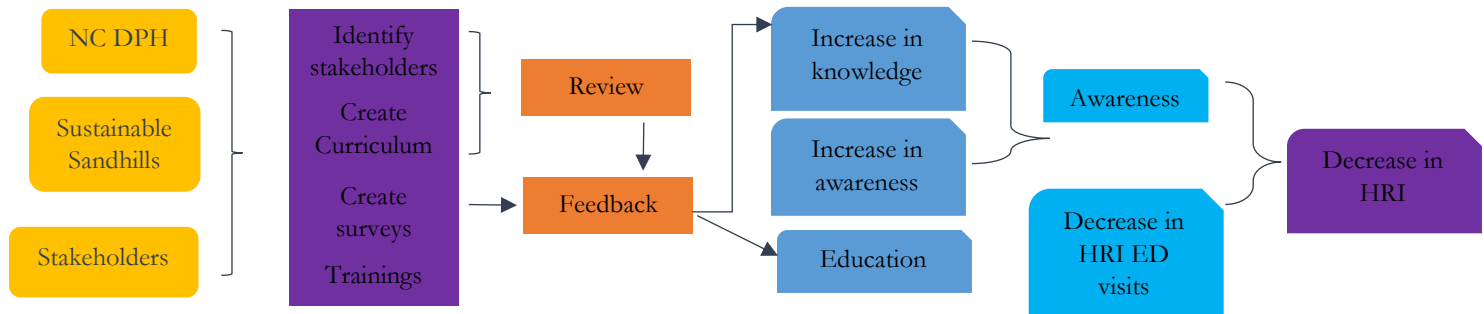 NC DPH
Sustainable
Sandhills
Stakeholders
Identify
stakeholders
Create
Curriculum
Create
surveys
Trainings
Review
Feedback
Increase in
knowledge
Increase in
awareness
Education
Awareness
Decrease in
HRI ED
visits
Decrease in
HRI